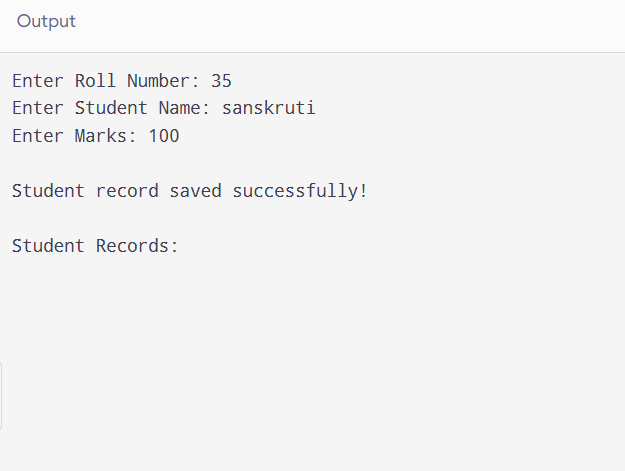 Output
Enter Roll Number: 35
Enter Student Name: sanskruti
Enter Marks: 100
Student record saved successfully!
Student Records: